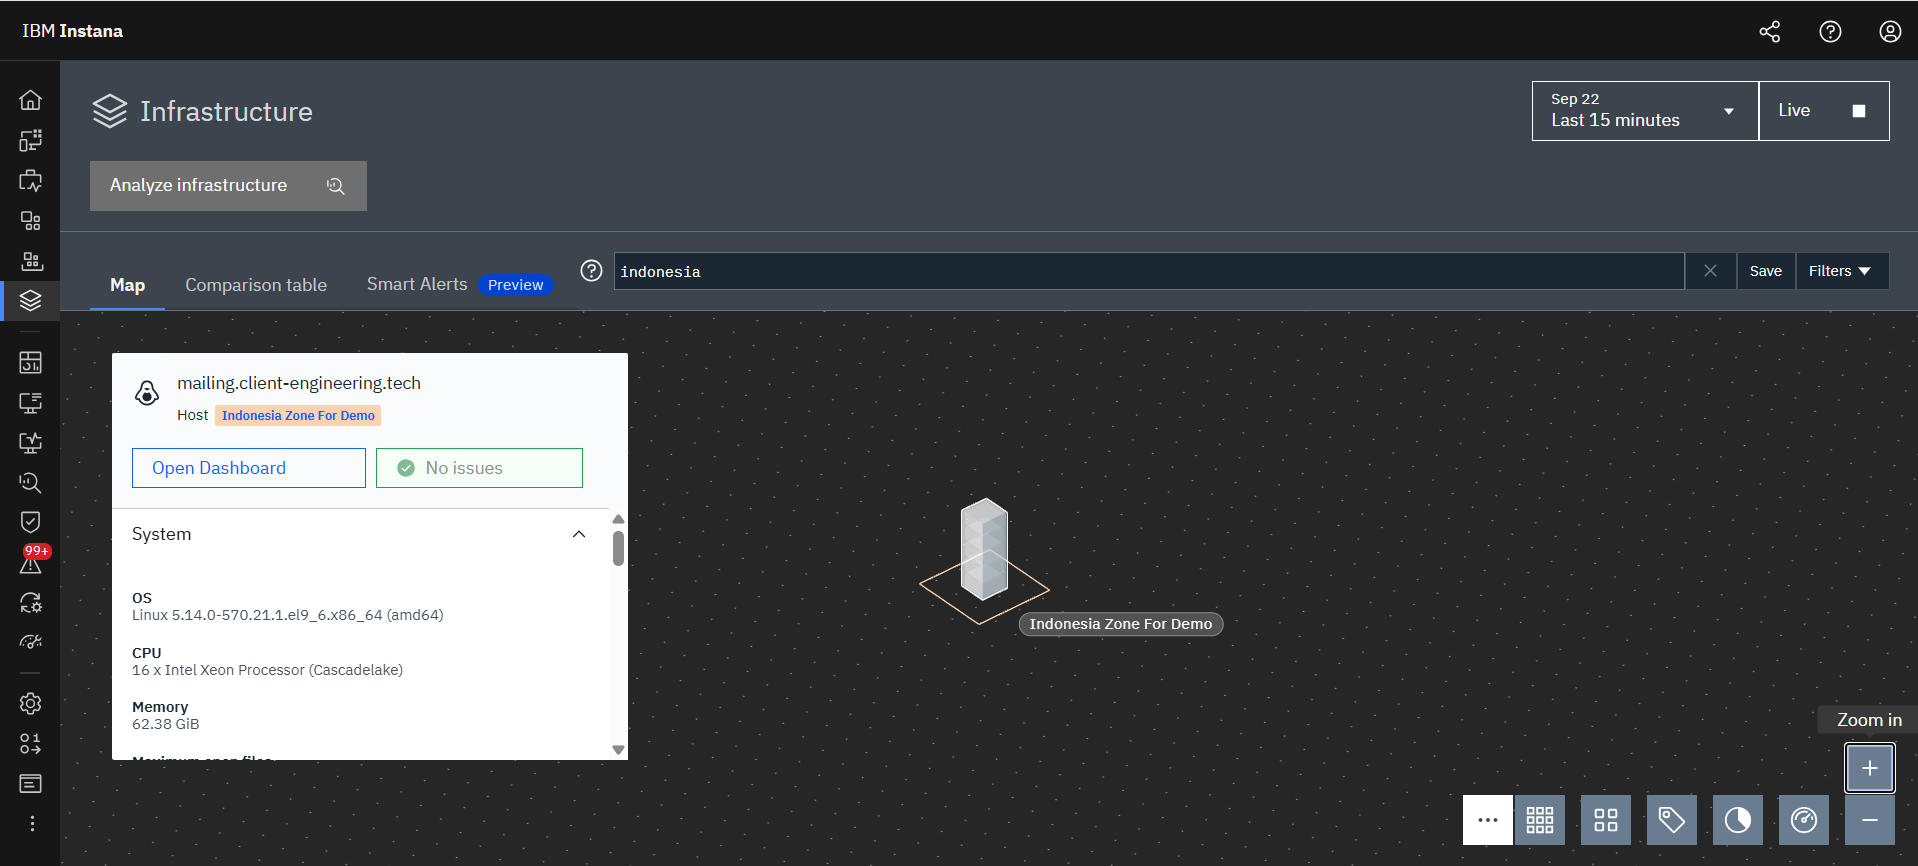 IBM Instana
Infrastructure
Sep 22
Last 15 minutes
Live
Analyze infrastructure
Map
Comparison table
Smart Alerts
Preview
indonesia
Save
Filters
mailing.client-engineering.tech
Host
Indonesia Zone For Demo
Open Dashboard
No issues
System
OS
Linux 5.14.0-570.21.1.el9_6.x86_64 (amd64)
CPU
16 x Intel Xeon Processor (Cascadelake)
Memory
62.38 GiB
Maximum open files
Indonesia Zone For Demo
99+
Zoom in